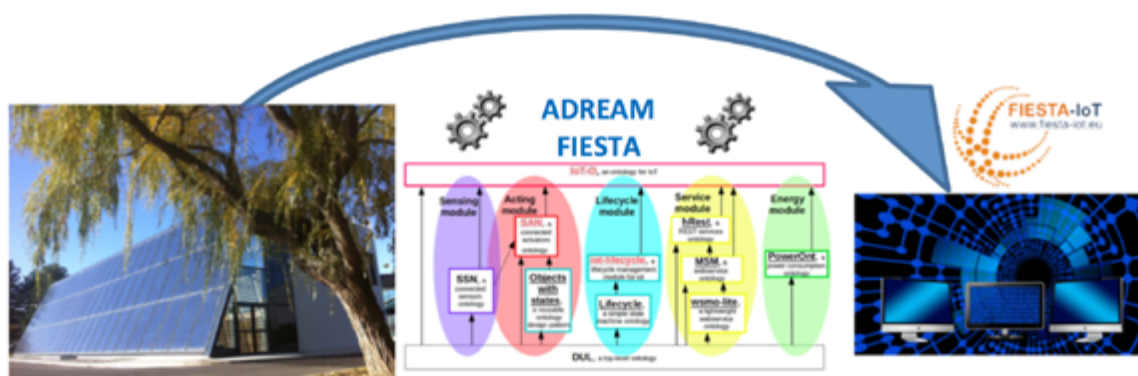 ADREAM
FIESTA
FIESTA-IoT
www.fiesta-iot.eu
IoT-O, an ontology for IoT
Sensing
module
Acting
module
Lifecycle
module
Service
module
Energy
module
SAN, a
connected
actuators
ontology
hRest, a
REST services
ontology
SSN, a
connected
sensors
ontology
Objects
with
states,
a reusable
ontology
design pattern
iot-lifecycle, a
lifecycle management
module for iot
Lifecycle,
a simple state
machine ontology
MSM, a
webservice
ontology
wsmo-lite,
a lightweight
webservice
ontology
PowerOnt, a
power consumption
ontology
DUL, a top-level ontology